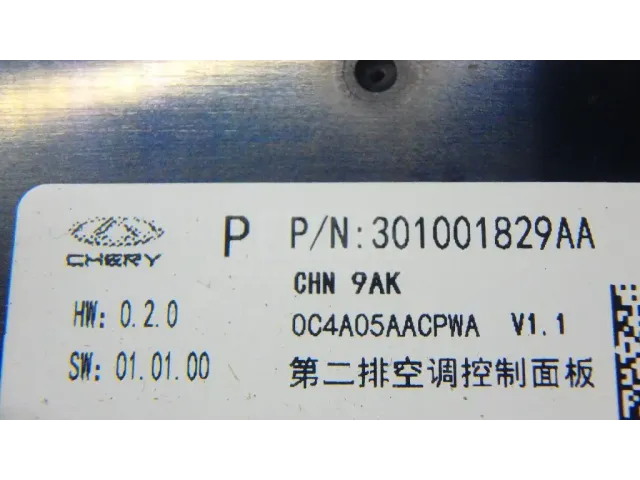 P P/N:301001829AA
CHERY
CHN 9AK
HW: 0.2.0
0C4A05AACPWA V1.1
SW: 01.01.00
第二排空调控制面板